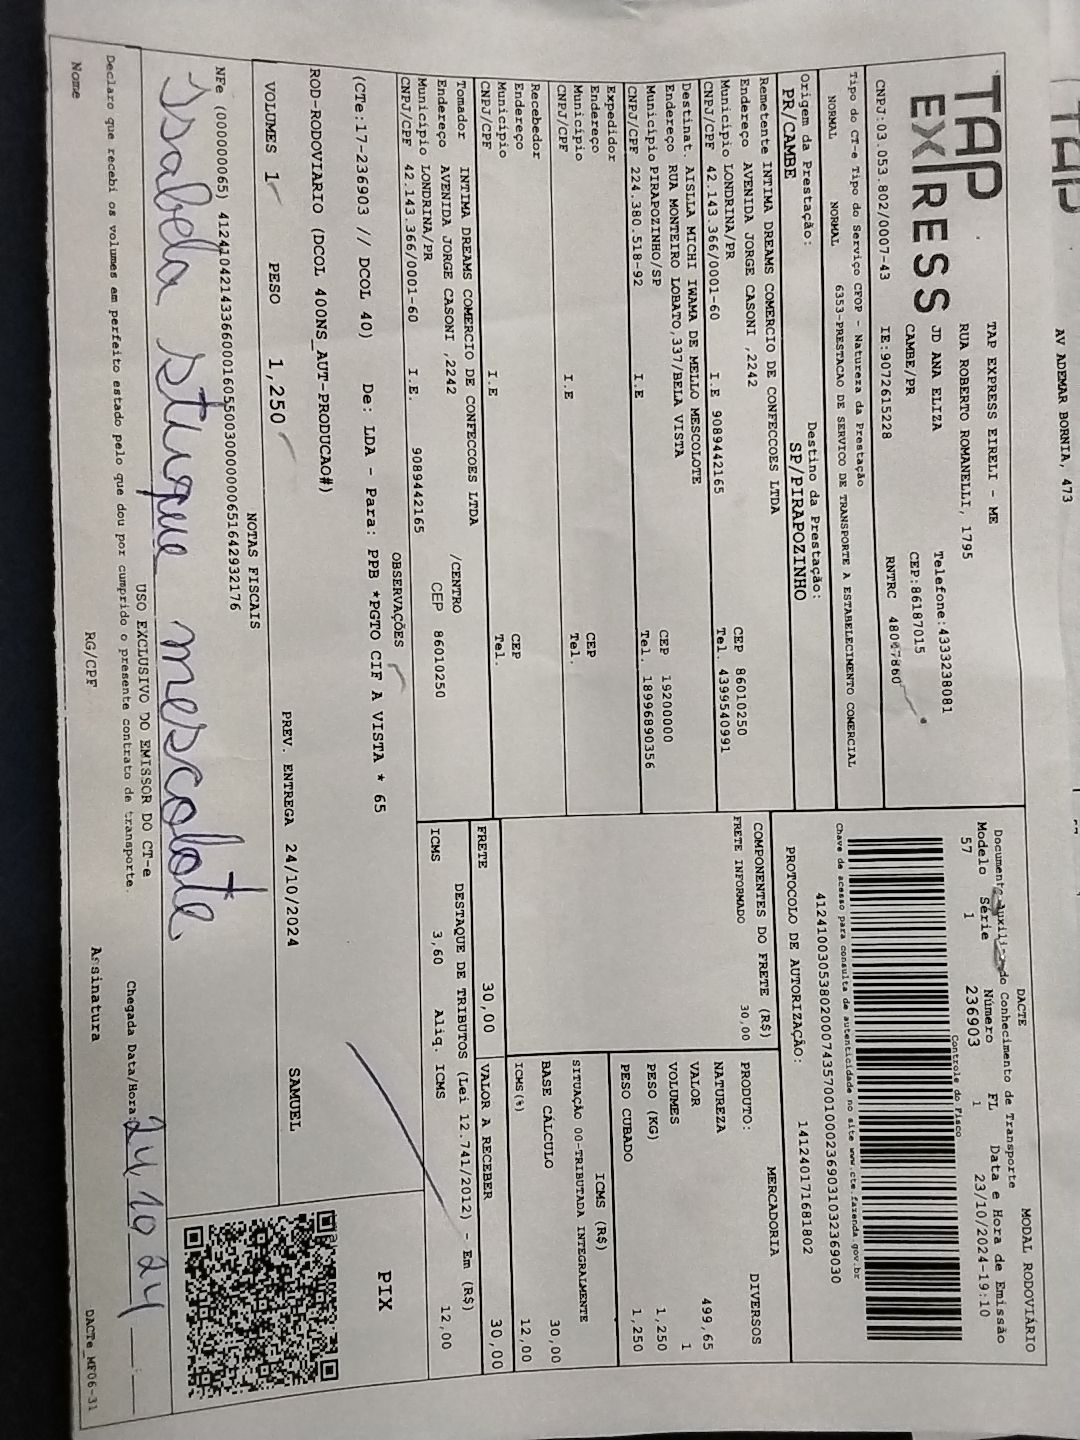 AV ADEMAR BORNIA, 473
TAP
EXPRESS
TAP EXPRESS EIRELI - ME
RUA ROBERTO ROMANELLI, 1795
JD ANA ELIZA
Telefone:4333238081
CAMBE/PR
CEP:86187015
CNPJ:03.053.802/0007-43 IE:9072615228 RNTRC
Tipo do CT-e Tipo do Serviço CFOP - Natureza da Prestação
NORMAL NORMAL 6353-PRESTACAO DE SERVICO DE TRANSPORTE A ESTABELECIMENTO COMERCIAL
Origem da Prestação: Destino da Prestação:
PR/CAMBE SP/PIRAPOZINHO
DACTE MODAL RODOVIÁRIO
Documento Auxiliar do Conhecimento de Transporte
Modelo Série Número FL Data e Hora de Emissão
57 1 236903 1 23/10/2024-19:10
Controle do Fisco
Chave de acesso para consulta de autenticidade no site www.cte.fazenda.gov.br
41241003053802000743570010002369031032369030
PROTOCOLO DE AUTORIZAÇÃO: 141240171681802
Remetente INTIMA DREAMS COMERCIO DE CONFECCOES LTDA
Endereço AVENIDA JORGE CASONI ,2242 CEP 86010250
Município LONDRINA/PR Tel. 4399540991
CNPJ/CPF 42.143.366/0001-60 I.E 9089442165
Destinat. AISLLA MICHI IWAMA DE MELLO MESCOLOTE
Endereço RUA MONTEIRO LOBATO,337/BELA VISTA CEP 19200000
Município PIRAPOZINHO/SP Tel. 18996890356
CNPJ/CPF 224.380.518-92 I.E
Expedidor
Endereço CEP
Município Tel.
CNPJ/CPF I.E
Recebedor
Endereço CEP
Município Tel.
CNPJ/CPF I.E
Tomador INTIMA DREAMS COMERCIO DE CONFECCOES LTDA
Endereço AVENIDA JORGE CASONI ,2242 /CENTRO
Município LONDRINA/PR CEP 86010250
CNPJ/CPF 42.143.366/0001-60 I.E. 9089442165
COMPONENTES DO FRETE (R$)
FRETE INFORMADO 30,00
MERCADORIA
PRODUTO: DIVERSOS
NATUREZA
VALOR 499,65
VOLUMES 1
PESO (KG) 1,250
PESO CUBADO 1,250
ICMS (R$)
SITUAÇÃO 00-TRIBUTADA INTEGRALMENTE
BASE CÁLCULO 30,00
ICMS(%) 12,00
FRETE 30,00 VALOR A RECEBER 30,00
DESTAQUE DE TRIBUTOS (Lei 12.741/2012) - Em (R$)
ICMS 3,60 Aliq. ICMS 12,00
OBSERVAÇÕES
(CTe:17-236903 // DCOL 40) De: LDA - Para: PPB *PGTO CIF A VISTA * 65
ROD-RODOVIARIO (DCOL 400NS_AUT-PRODUCAO#)
PIX
VOLUMES 1 PESO 1,250 PREV. ENTREGA 24/10/2024 SAMUEL
NOTAS FISCAIS
NFe (000000065) 41241042143366000160550030000000651642932176
Isabela stuque mescolote
USO EXCLUSIVO DO EMISSOR DO CT-e
Declaro que recebi os volumes em perfeito estado pelo que dou por cumprido o presente contrato de transporte.
Chegada Data/Hora: 24 10 24 :
Nome RG/CPF Assinatura
DACTe_MF06-31